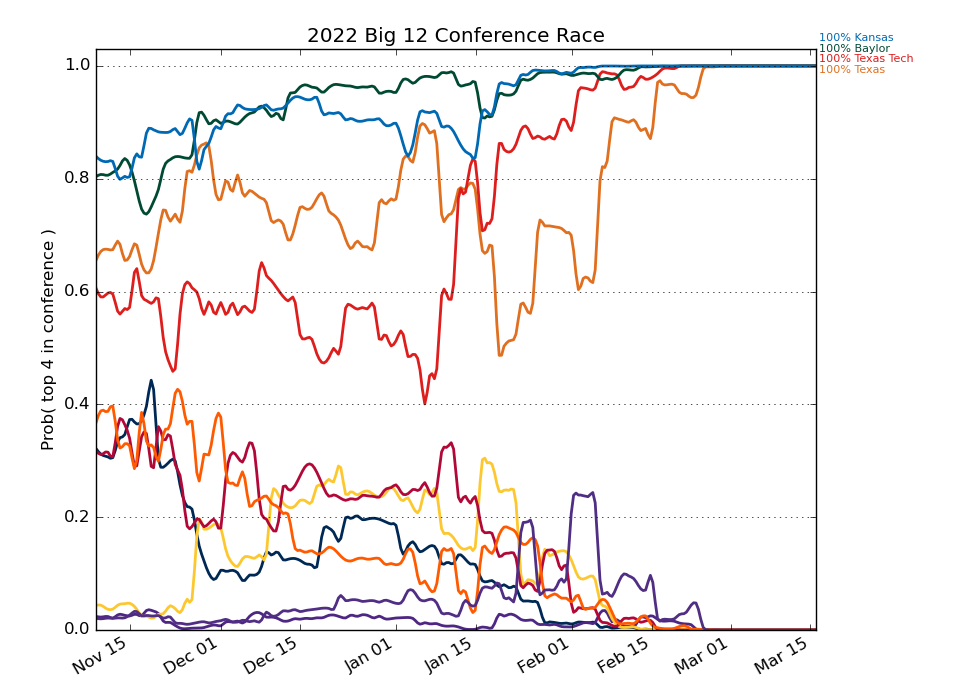 2022 Big 12 Conference Race
100% Kansas
100% Baylor
100% Texas Tech
100% Texas
Prob( top 4 in conference )
1.0
0.8
0.6
0.4
0.2
0.0
Nov 15
Dec 01
Dec 15
Jan 01
Jan 15
Feb 01
Feb 15
Mar 01
Mar 15